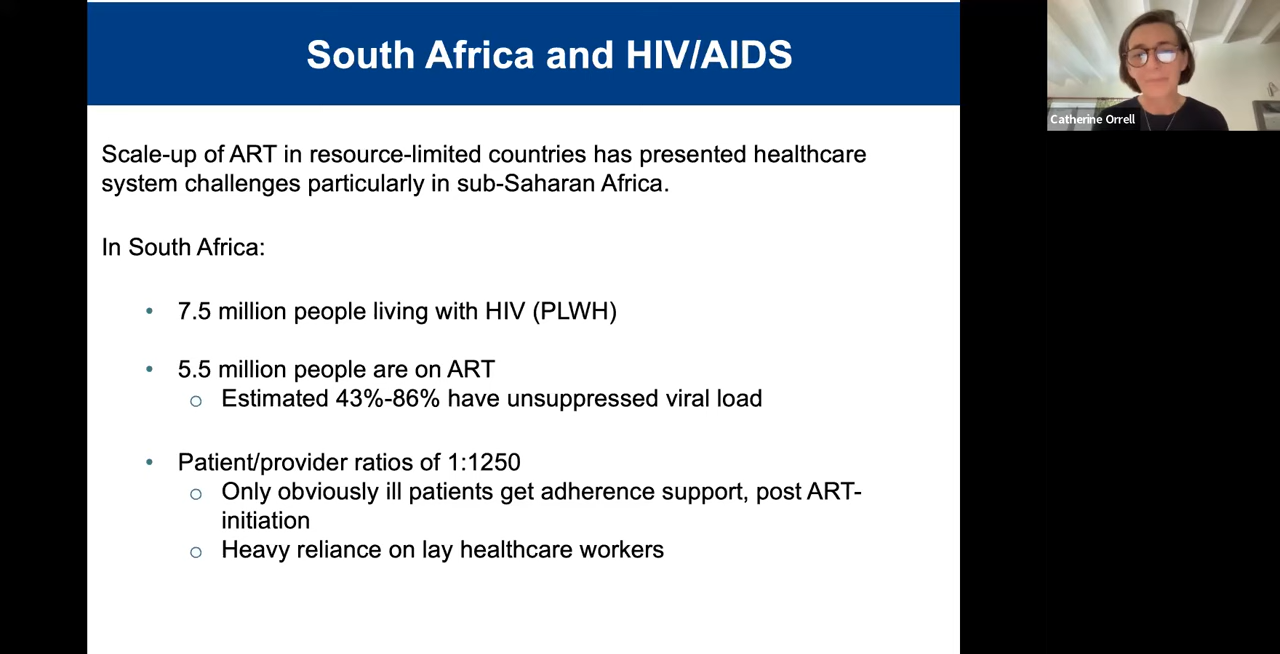 South Africa and HIV/AIDS
Catherine Orrell
Scale-up of ART in resource-limited countries has presented healthcare
system challenges particularly in sub-Saharan Africa.
In South Africa:
• 7.5 million people living with HIV (PLWH)
• 5.5 million people are on ART
o Estimated 43%-86% have unsuppressed viral load
• Patient/provider ratios of 1:1250
o Only obviously ill patients get adherence support, post ART-
initiation
o Heavy reliance on lay healthcare workers